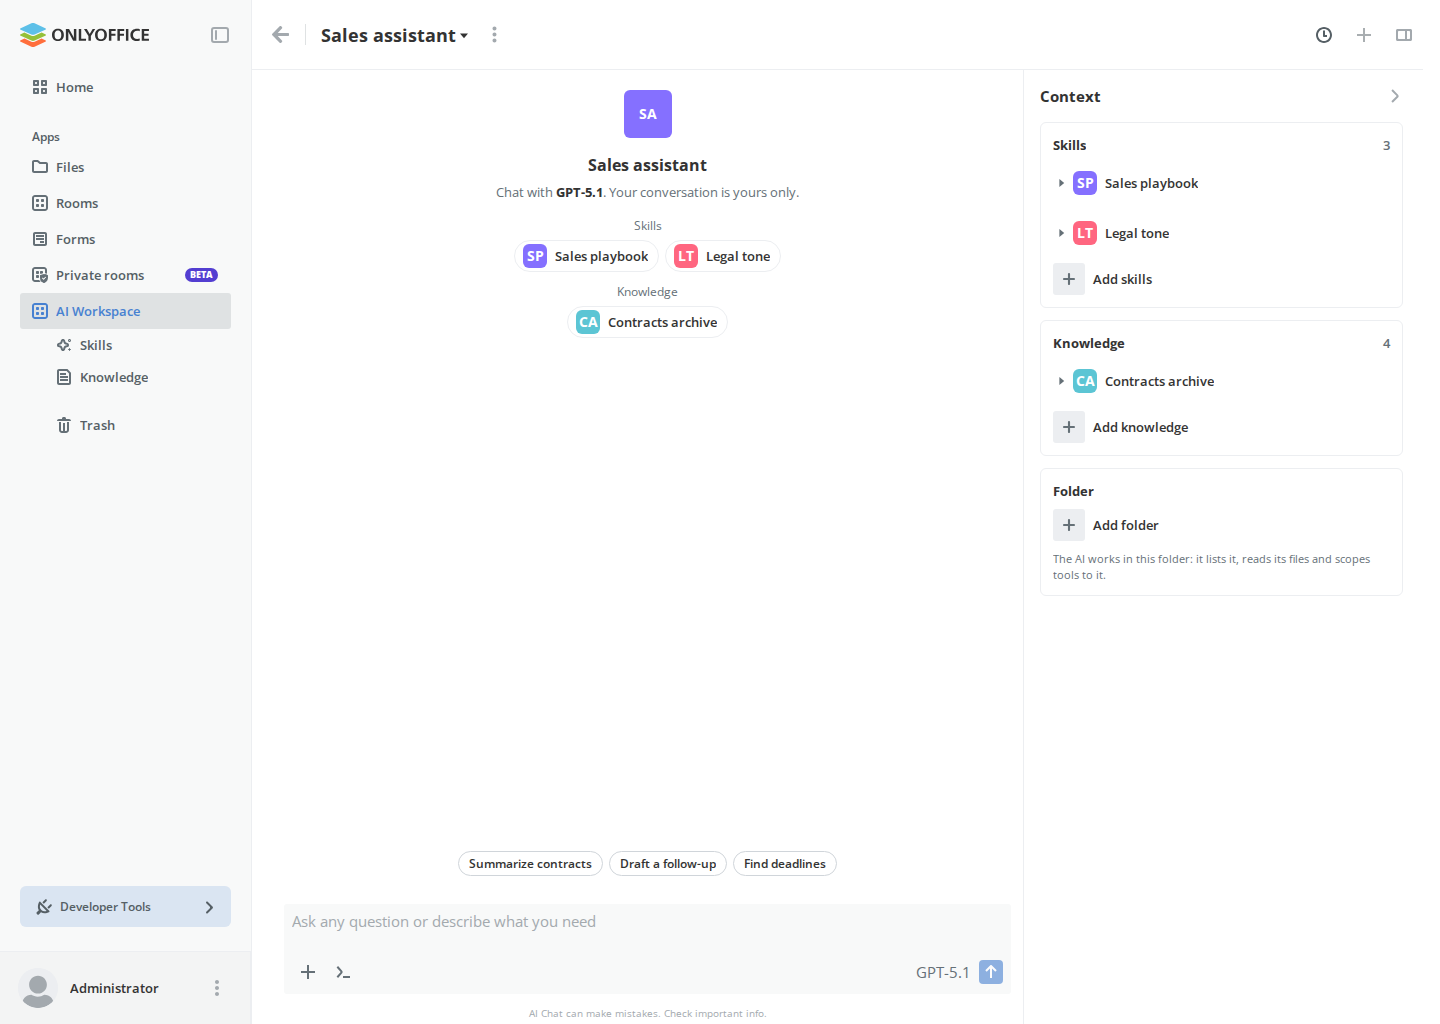 ONLYOFFICE
Home
Apps
Files
Rooms
Forms
Private rooms
BETA
AI Workspace
Skills
Knowledge
Trash
Developer Tools
Administrator
Sales assistant
SA
Sales assistant
Chat with GPT-5.1. Your conversation is yours only.
Skills
SP Sales playbook
LT Legal tone
Knowledge
CA Contracts archive
Summarize contracts
Draft a follow-up
Find deadlines
Ask any question or describe what you need
GPT-5.1
AI Chat can make mistakes. Check important info.
Context
Skills 3
SP Sales playbook
LT Legal tone
Add skills
Knowledge 4
CA Contracts archive
Add knowledge
Folder
Add folder
The AI works in this folder: it lists it, reads its files and scopes
tools to it.